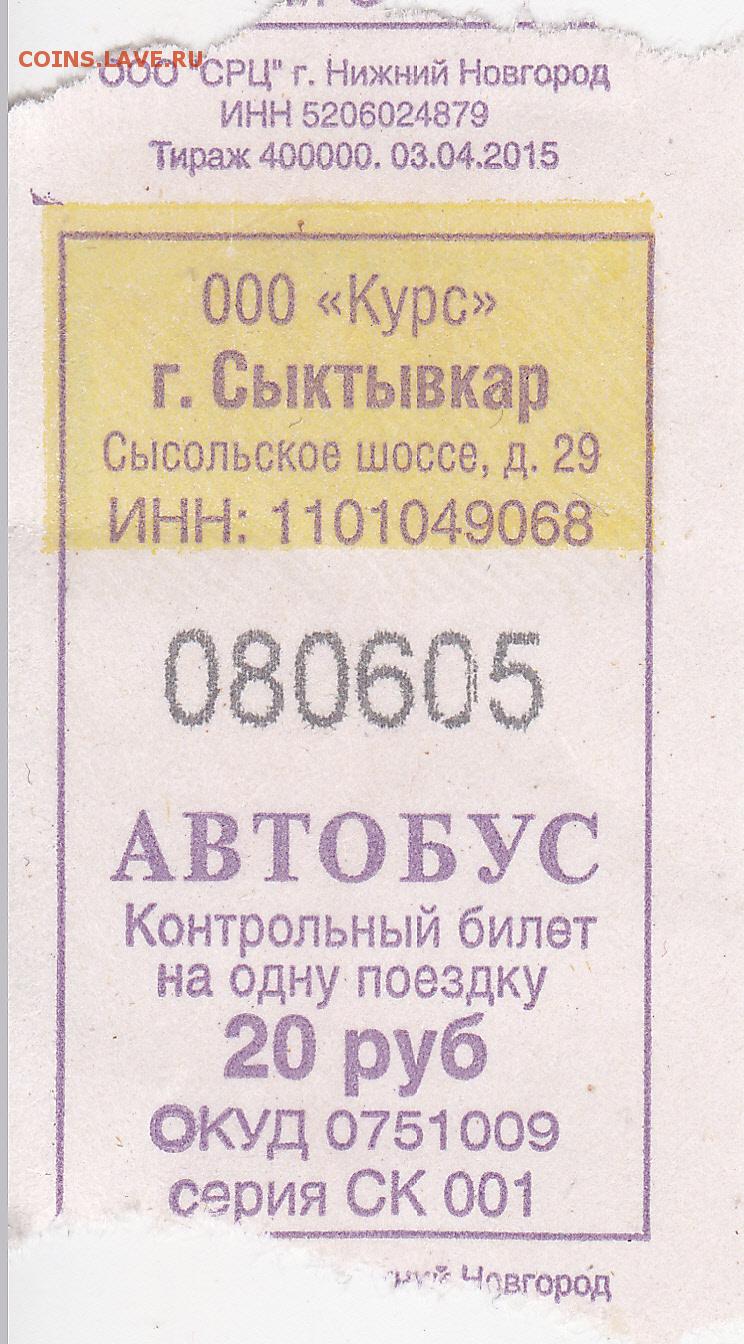 COINS.LAVE.RU
ООО "СРЦ" г. Нижний Новгород
ИНН 5206024879
Тираж 400000. 03.04.2015
ООО «Курс»
г. Сыктывкар
Сысольское шоссе, д. 29
ИНН: 1101049068
080605
АВТОБУС
Контрольный билет
на одну поездку
20 руб
ОКУД 0751009
серия СК 001
Новгород